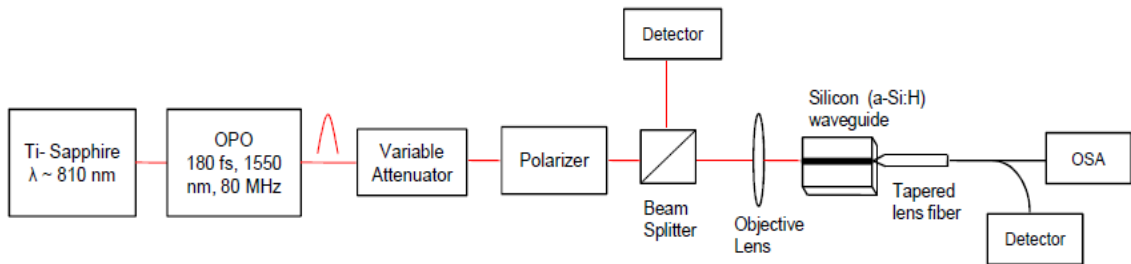 Detector
Ti- Sapphire
λ ~ 810 nm
OPO
180 fs, 1550
nm, 80 MHz
Variable
Attenuator
Polarizer
Beam
Splitter
Objective
Lens
Silicon (a-Si:H)
waveguide
Tapered
lens fiber
OSA
Detector